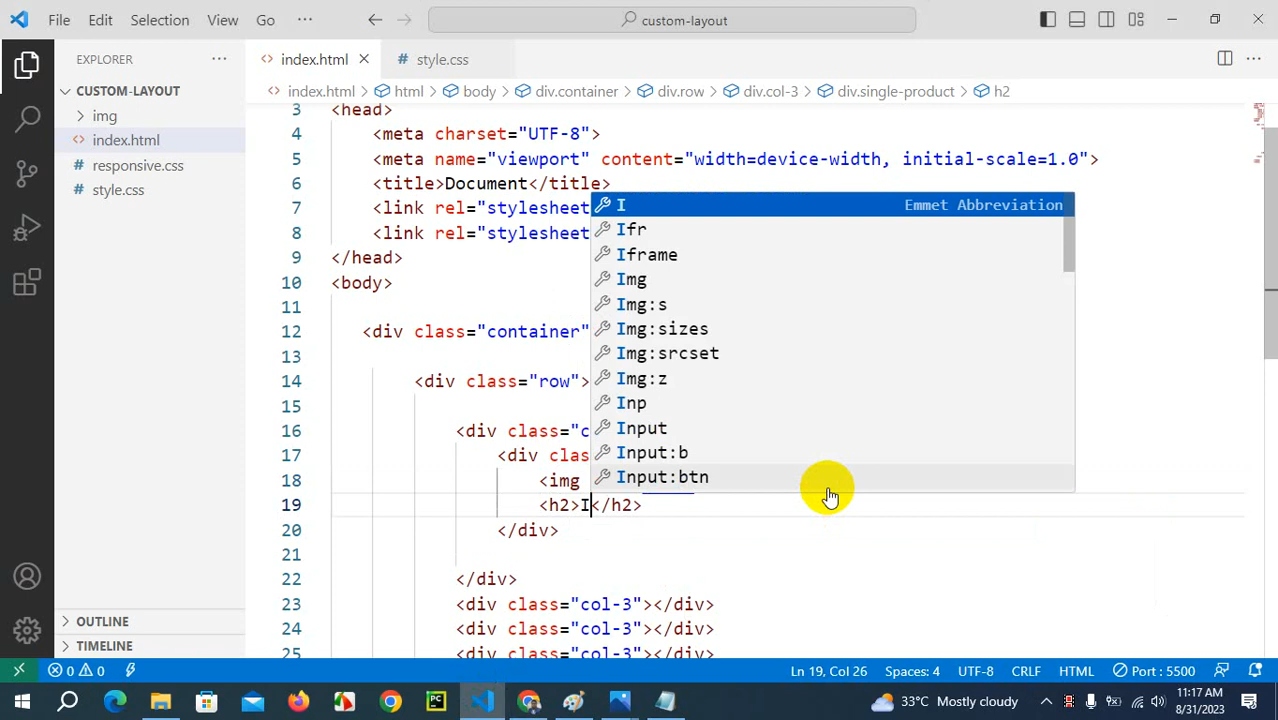 File Edit Selection View Go ··· custom-layout
EXPLORER ··· index.html # style.css
CUSTOM-LAYOUT index.html > html > body > div.container > div.row > div.col-3 > div.single-product > h2
img
index.html
# responsive.css
# style.css
OUTLINE
TIMELINE
3 <head>
4 <meta charset="UTF-8">
5 <meta name="viewport" content="width=device-width, initial-scale=1.0">
6 <title>Document</title>
7 <link rel="stylesheet
8 <link rel="stylesheet
9 </head>
10 <body>
11
12 <div class="container"
13
14 <div class="row">
15
16 <div class="c
17 <div clas
18 <img
19 <h2>I</h2>
20 </div>
21
22 </div>
23 <div class="col-3"></div>
24 <div class="col-3"></div>
25 <div class="col-3"></div>
I Emmet Abbreviation
Ifr
Iframe
Img
Img:s
Img:sizes
Img:srcset
Img:z
Inp
Input
Input:b
Input:btn
0 0 Ln 19, Col 26 Spaces: 4 UTF-8 CRLF HTML Port : 5500
PC 33°C Mostly cloudy 11:17 AM
8/31/2023